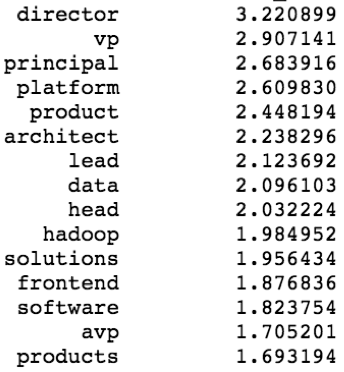 director 3.220899
vp 2.907141
principal 2.683916
platform 2.609830
product 2.448194
architect 2.238296
lead 2.123692
data 2.096103
head 2.032224
hadoop 1.984952
solutions 1.956434
frontend 1.876836
software 1.823754
avp 1.705201
products 1.693194